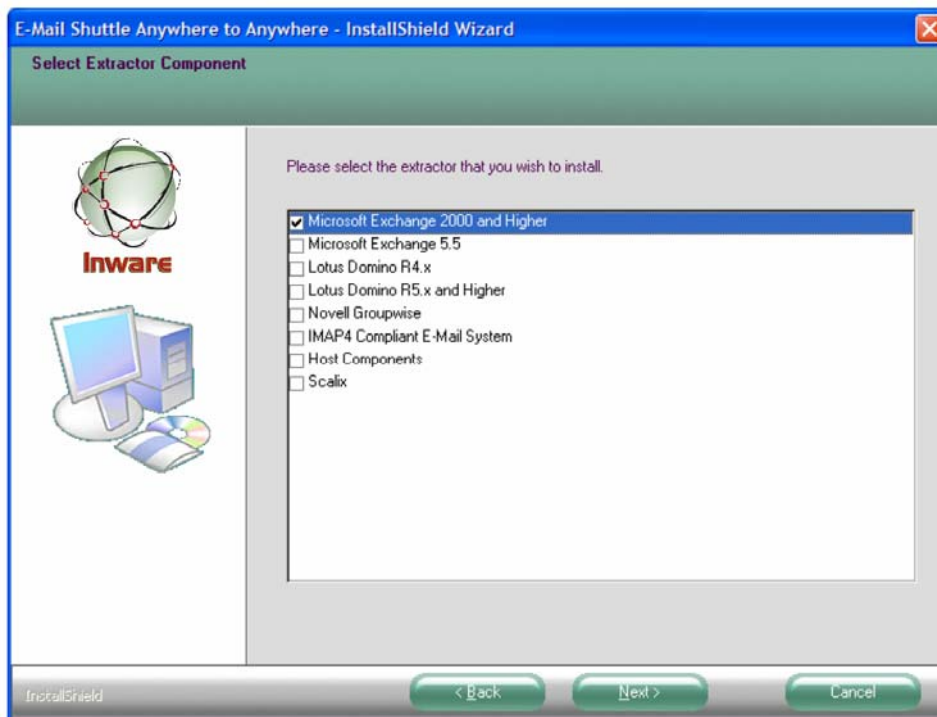 E-Mail Shuttle Anywhere to Anywhere - InstallShield Wizard
Select Extractor Component
Inware
Please select the extractor that you wish to install.
Microsoft Exchange 2000 and Higher
Microsoft Exchange 5.5
Lotus Domino R4.x
Lotus Domino R5.x and Higher
Novell Groupwise
IMAP4 Compliant E-Mail System
Host Components
Scalix
InstallShield
< Back
Next >
Cancel